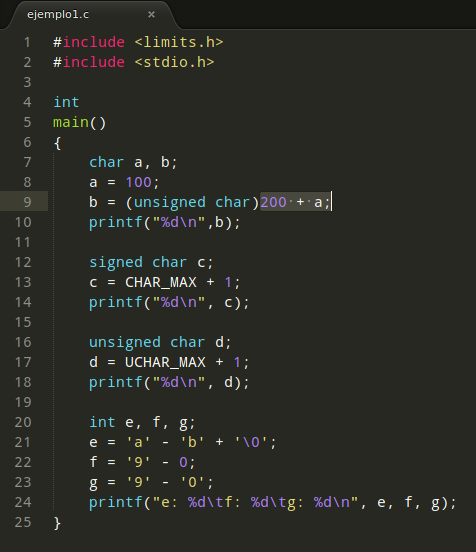 ejemplo1.c ×
1 #include <limits.h>
2 #include <stdio.h>
3
4 int
5 main()
6 {
7     char a, b;
8     a = 100;
9     b = (unsigned char)200 + a;
10     printf("%d\n",b);
11
12     signed char c;
13     c = CHAR_MAX + 1;
14     printf("%d\n", c);
15
16     unsigned char d;
17     d = UCHAR_MAX + 1;
18     printf("%d\n", d);
19
20     int e, f, g;
21     e = 'a' - 'b' + '\0';
22     f = '9' - 0;
23     g = '9' - '0';
24     printf("e: %d\tf: %d\tg: %d\n", e, f, g);
25 }